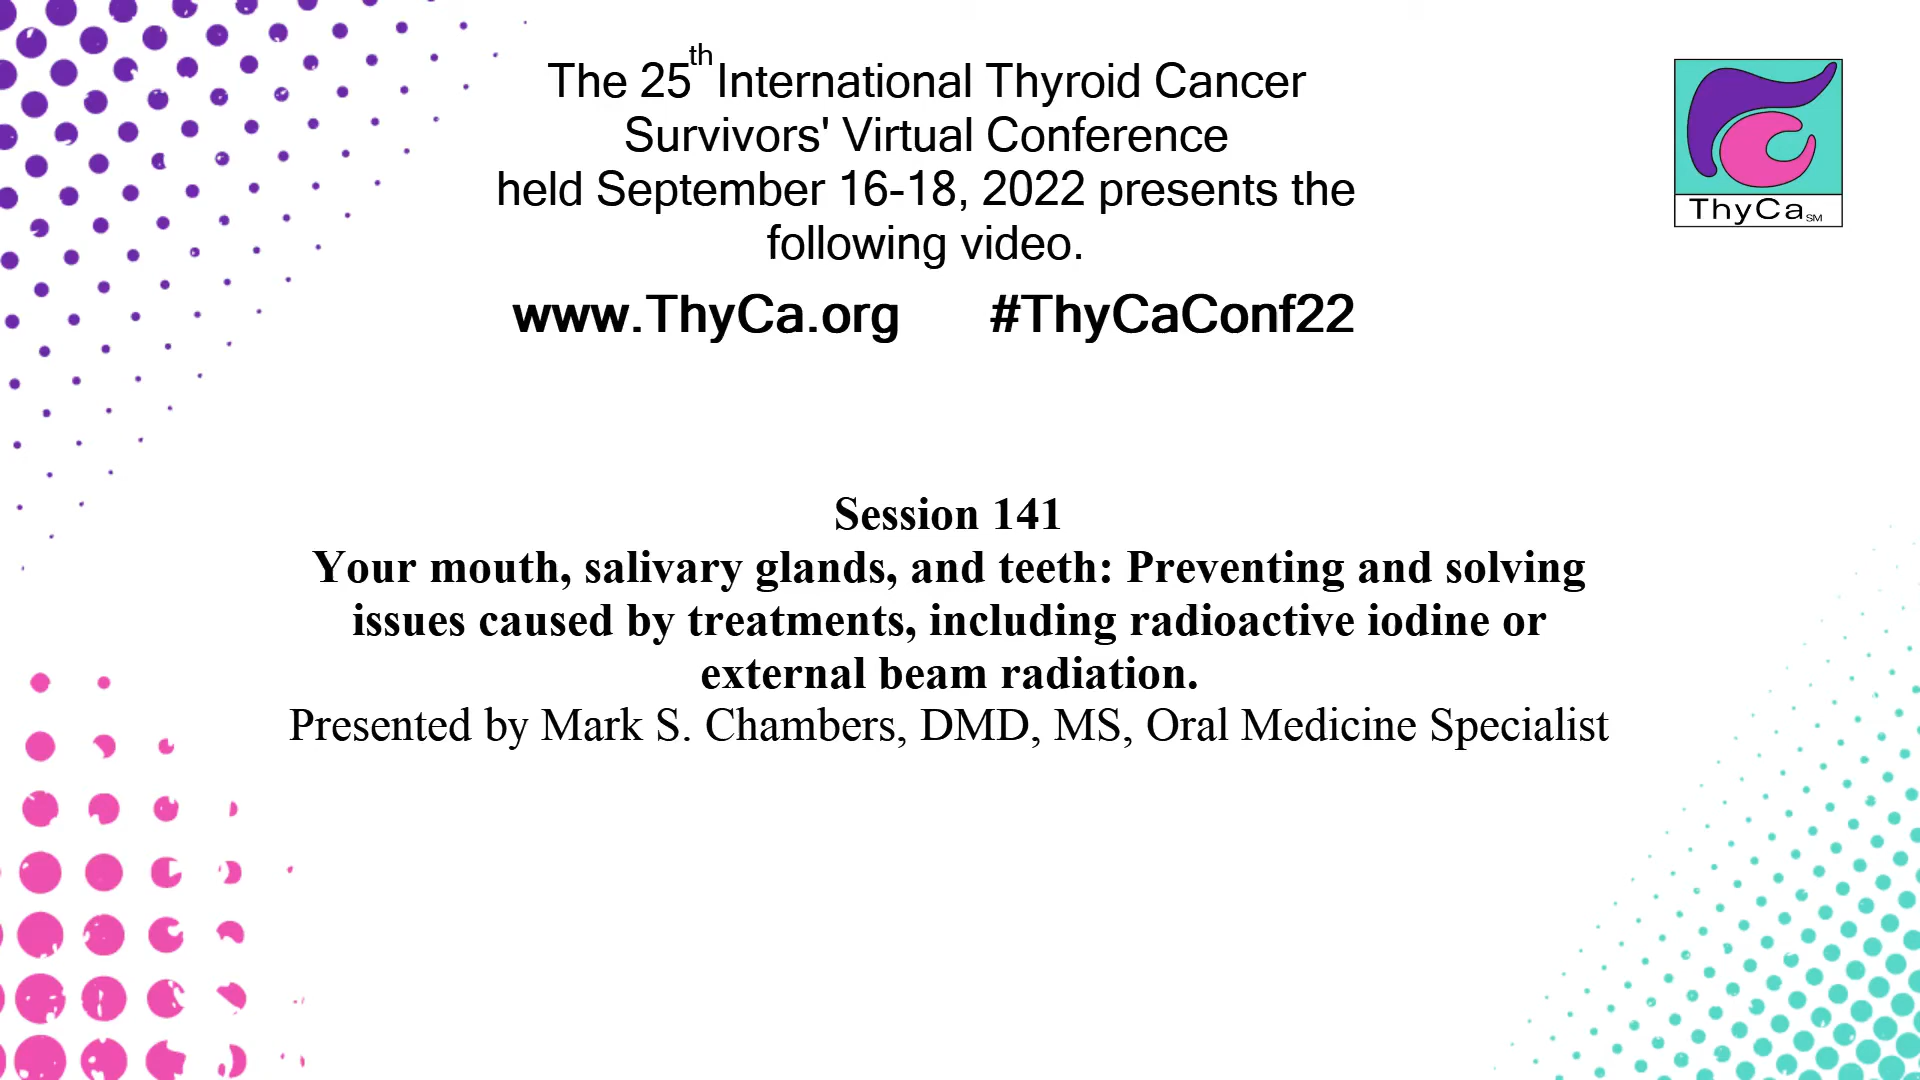 The 25th International Thyroid Cancer
Survivors' Virtual Conference
held September 16-18, 2022 presents the
following video.
www.ThyCa.org #ThyCaConf22
ThyCa SM
Session 141
Your mouth, salivary glands, and teeth: Preventing and solving
issues caused by treatments, including radioactive iodine or
external beam radiation.
Presented by Mark S. Chambers, DMD, MS, Oral Medicine Specialist